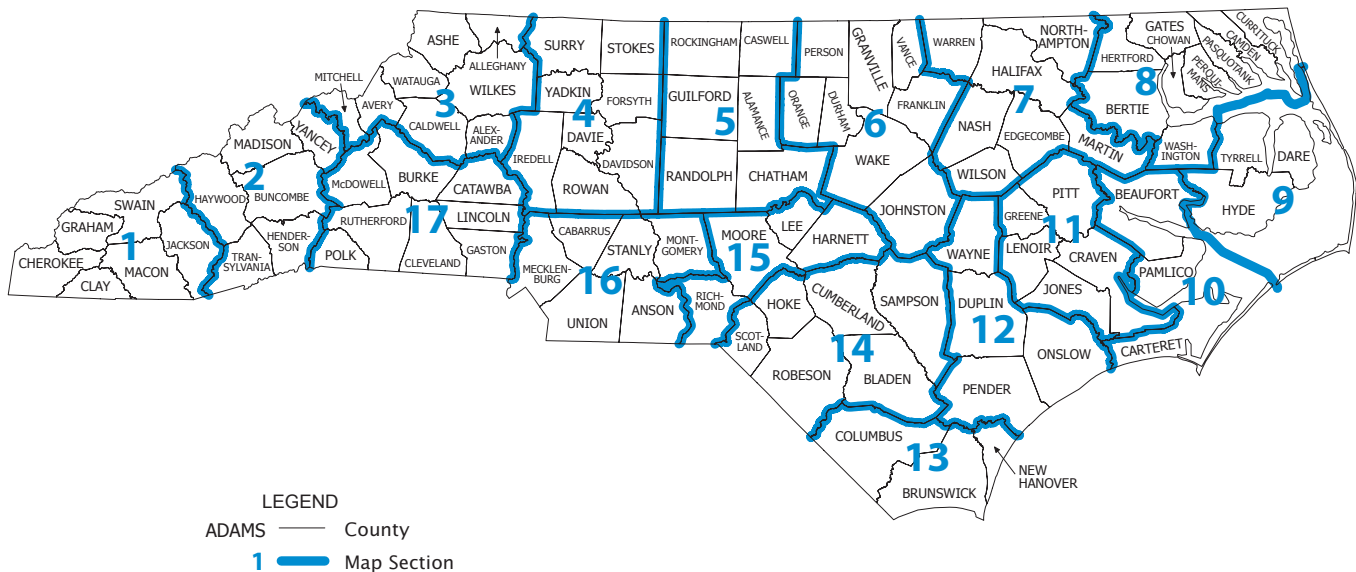 ASHE
ALLEGHANY
SURRY
STOKES
ROCKINGHAM
CASWELL
PERSON
GRANVILLE
VANCE
WARREN
NORTH-
AMPTON
GATES
CHOWAN
CURRITUCK
CAMDEN
PASQUOTANK
PERQUI-
MANS
HERTFORD
8
BERTIE
MITCHELL
WATAUGA
AVERY
3
WILKES
CALDWELL
ALEX-
ANDER
YADKIN
4
FORSYTH
DAVIE
IREDELL
DAVIDSON
ROWAN
GUILFORD
5
ALAMANCE
ORANGE
DURHAM
6
RANDOLPH
CHATHAM
WAKE
FRANKLIN
HALIFAX
7
NASH
EDGECOMBE
MARTIN
WILSON
WASH-
INGTON
TYRRELL
DARE
HYDE
9
YANCEY
MADISON
2
BUNCOMBE
HAYWOOD
HENDER-
SON
TRAN-
SYLVANIA
SWAIN
GRAHAM
1
JACKSON
CHEROKEE
MACON
CLAY
McDOWELL
BURKE
CATAWBA
RUTHERFORD
17
LINCOLN
POLK
CLEVELAND
GASTON
CABARRUS
STANLY
MECKLEN-
BURG
16
UNION
ANSON
MONT-
GOMERY
MOORE
15
LEE
HARNETT
RICH-
MOND
SCOT-
LAND
HOKE
CUMBERLAND
SAMPSON
JOHNSTON
WAYNE
GREENE
PITT
11
LENOIR
CRAVEN
JONES
BEAUFORT
PAMLICO
10
CARTERET
DUPLIN
12
ONSLOW
PENDER
14
ROBESON
BLADEN
COLUMBUS
13
BRUNSWICK
NEW
HANOVER
LEGEND
ADAMS County
1 Map Section